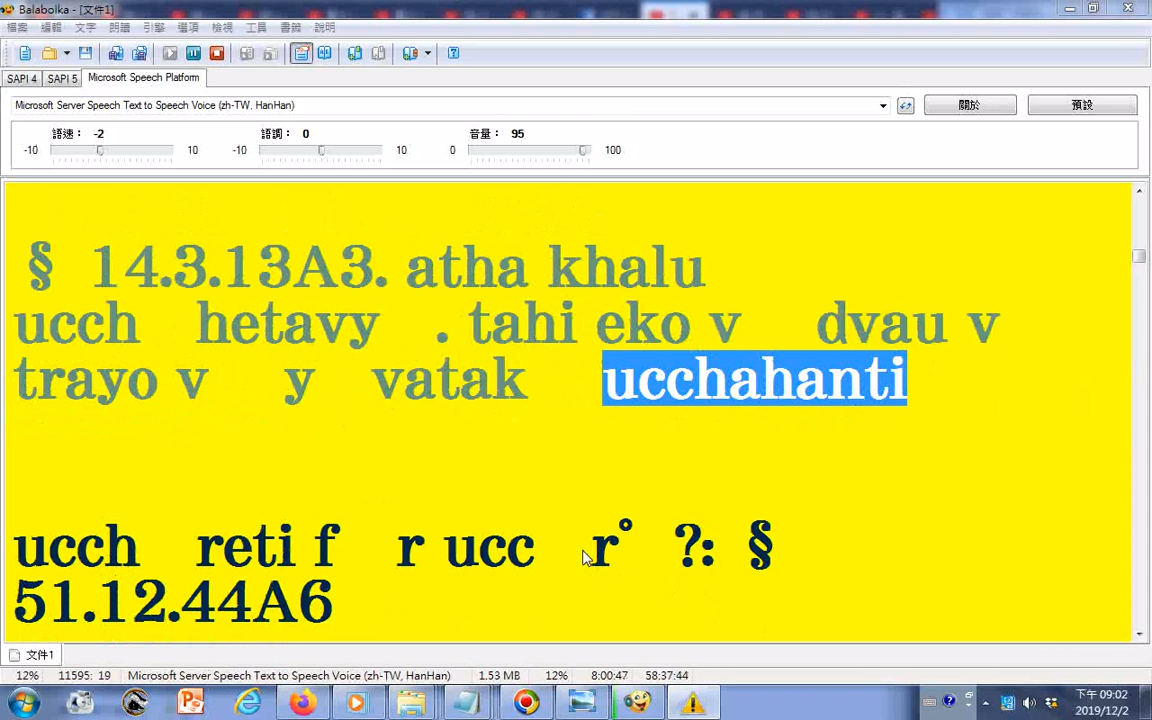 Balabolka - [文件1]
檔案 編輯 文字 朗讀 引擎 選項 檢視 工具 書籤 說明
SAPI 4 SAPI 5 Microsoft Speech Platform
Microsoft Server Speech Text to Speech Voice (zh-TW, HanHan) 關於 預設
語速： -2 語調： 0 音量： 95
-10 10 -10 10 0 100
§ 14.3.13A3. atha khalu
ucch hetavy . tahi eko v dvau v
trayo v y vatak ucchahanti
ucch reti f r ucc r° ?: §
51.12.44A6
文件1
12% 11595: 19 Microsoft Server Speech Text to Speech Voice (zh-TW, HanHan) 1.53 MB 12% 8:00:47 58:37:44
下午 09:02
2019/12/2